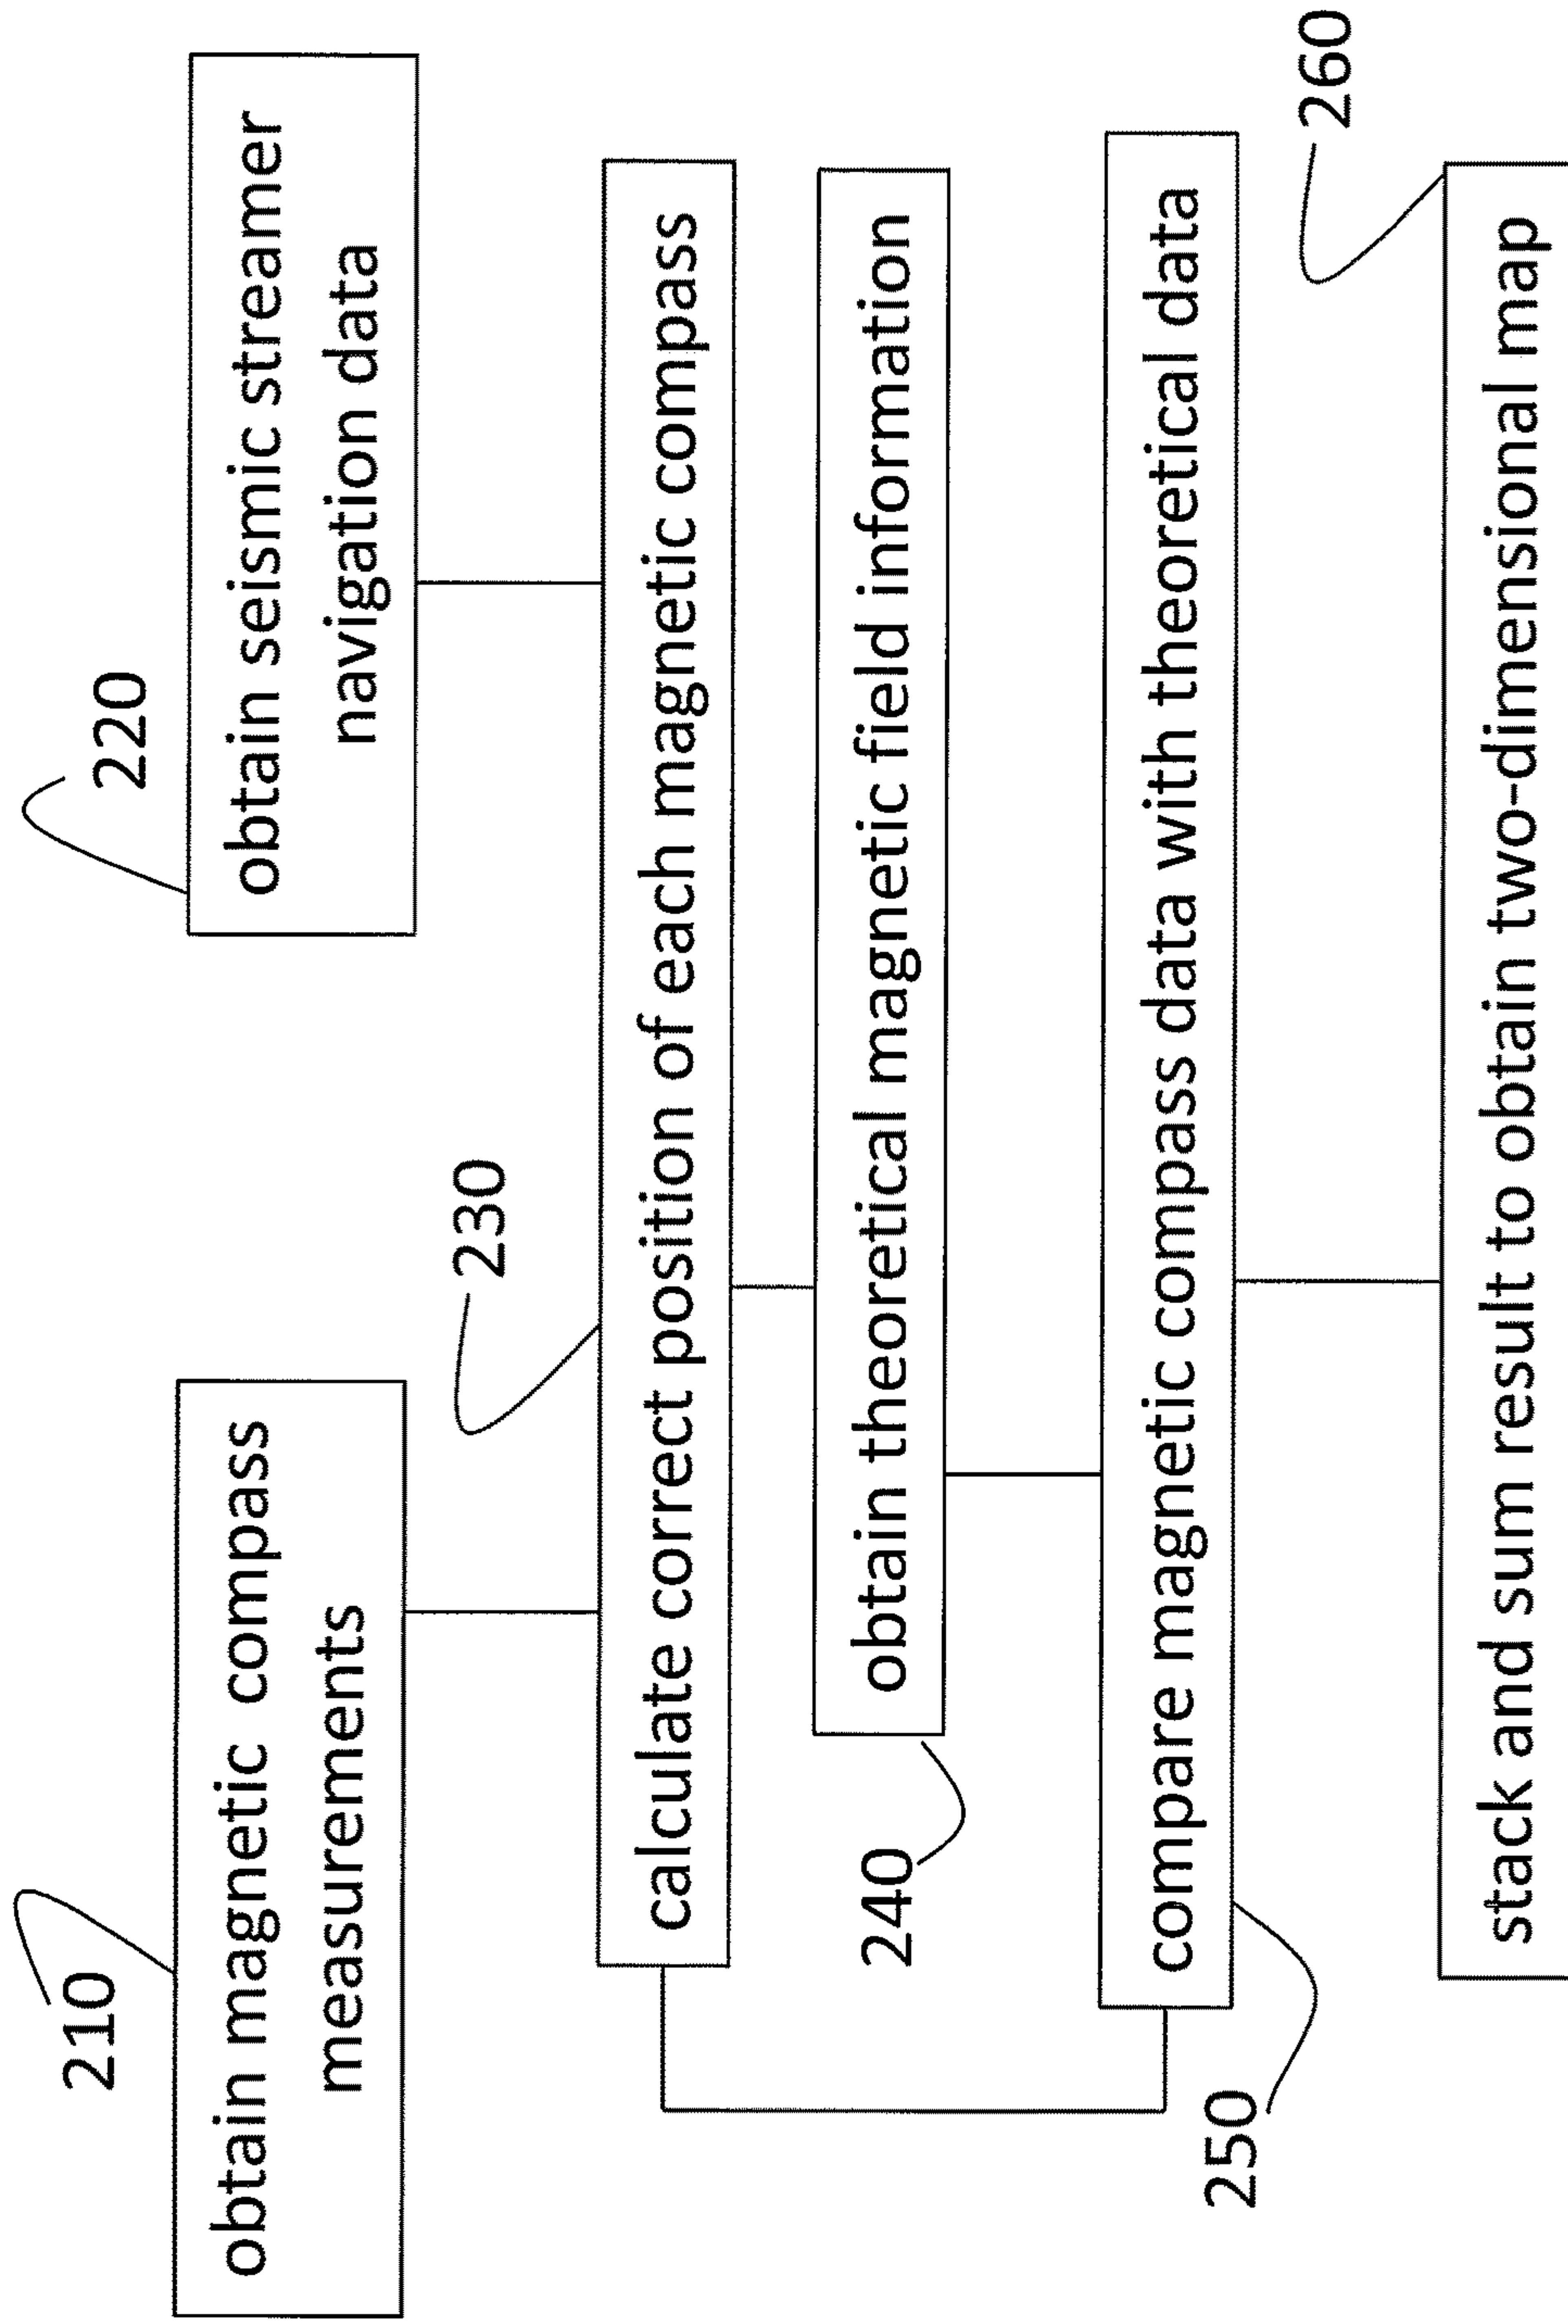 210
obtain magnetic compass
measurements
220
obtain seismic streamer
navigation data
230
calculate correct position of each magnetic compass
240
obtain theoretical magnetic field information
250
compare magnetic compass data with theoretical data
260
stack and sum result to obtain two-dimensional map